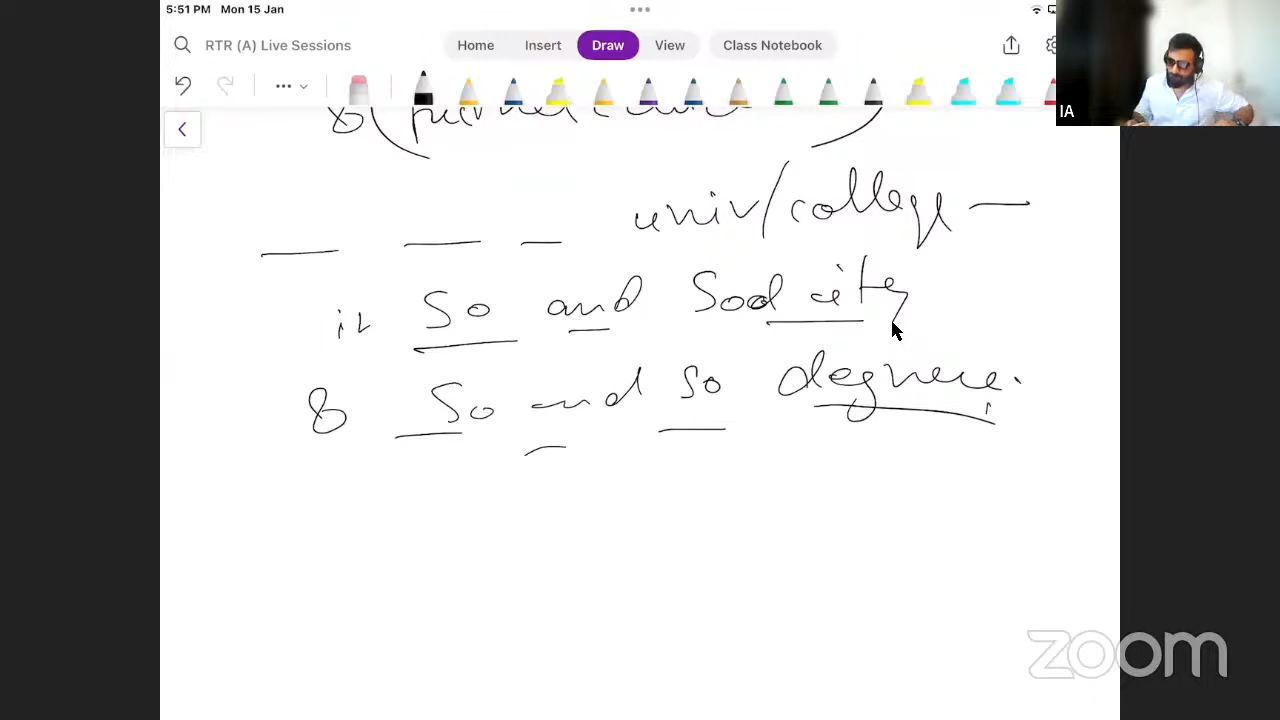 5:51 PM Mon 15 Jan
RTR (A) Live Sessions Home Insert Draw View Class Notebook
IA
univ/college —
in So and Sood city
& So and so degree.
zoom